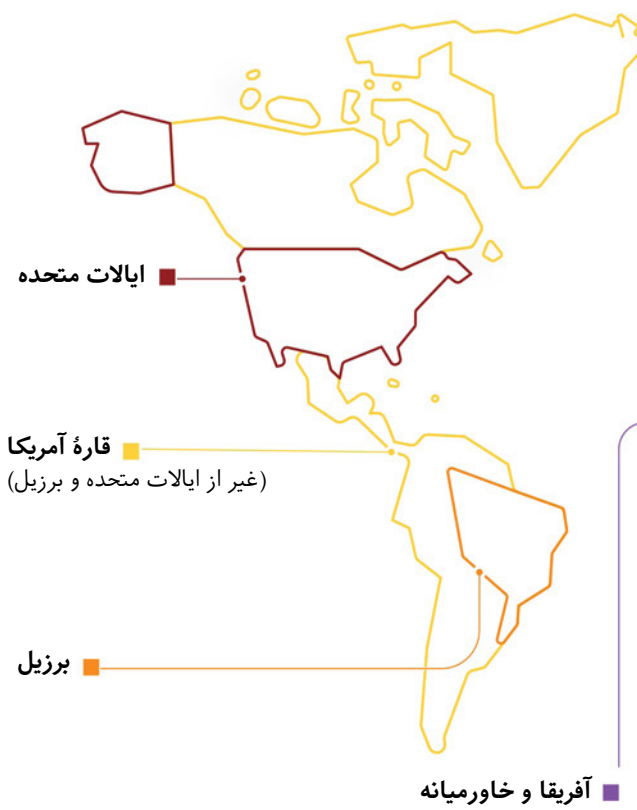 ایالات متحده
قارهٔ آمریکا
(غیر از ایالات متحده و برزیل)
برزیل
آفریقا و خاورمیانه